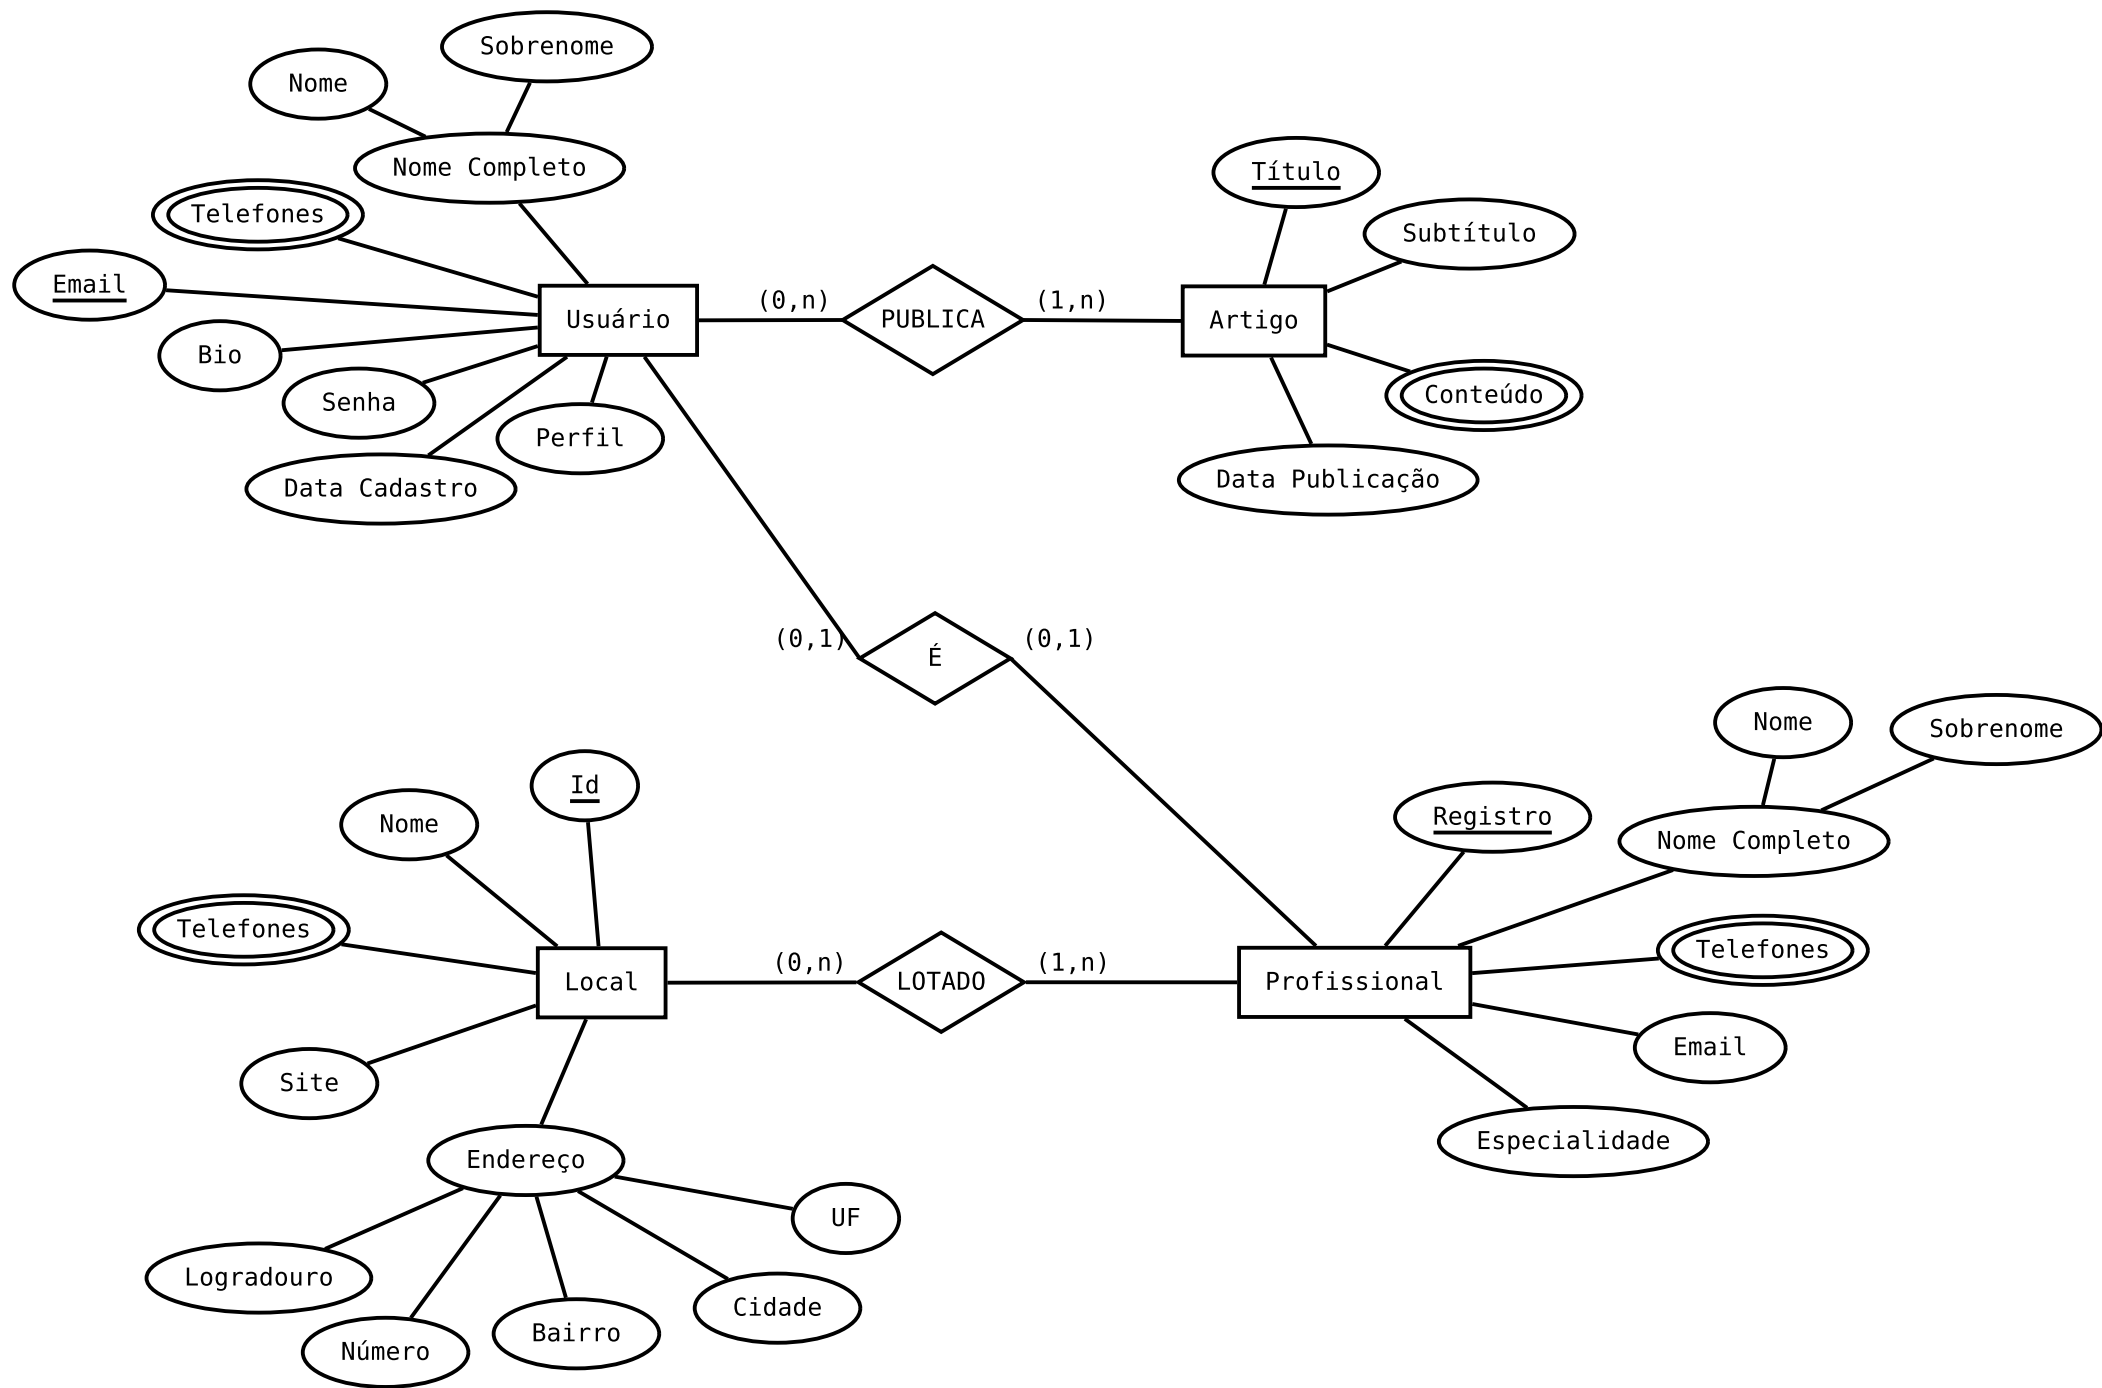 Sobrenome
Nome
Nome Completo
Telefones
Email
Bio
Senha
Perfil
Data Cadastro
Usuário
(0,n)
PUBLICA
(1,n)
Artigo
Título
Subtítulo
Conteúdo
Data Publicação
(0,1)
É
(0,1)
Id
Nome
Telefones
Local
Site
Endereço
UF
Logradouro
Cidade
Bairro
Número
(0,n)
LOTADO
(1,n)
Profissional
Nome
Sobrenome
Registro
Nome Completo
Telefones
Email
Especialidade